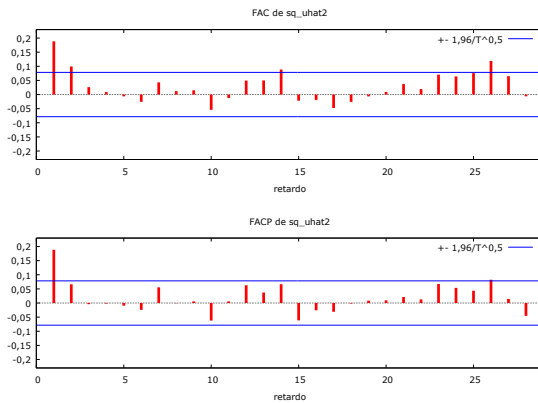 FAC de sq_uhat2
+- 1,96/T^0,5
0,2
0,15
0,1
0,05
0
-0,05
-0,1
-0,15
-0,2
0 5 10 15 20 25
retardo
FACP de sq_uhat2
+- 1,96/T^0,5
0,2
0,15
0,1
0,05
0
-0,05
-0,1
-0,15
-0,2
0 5 10 15 20 25
retardo